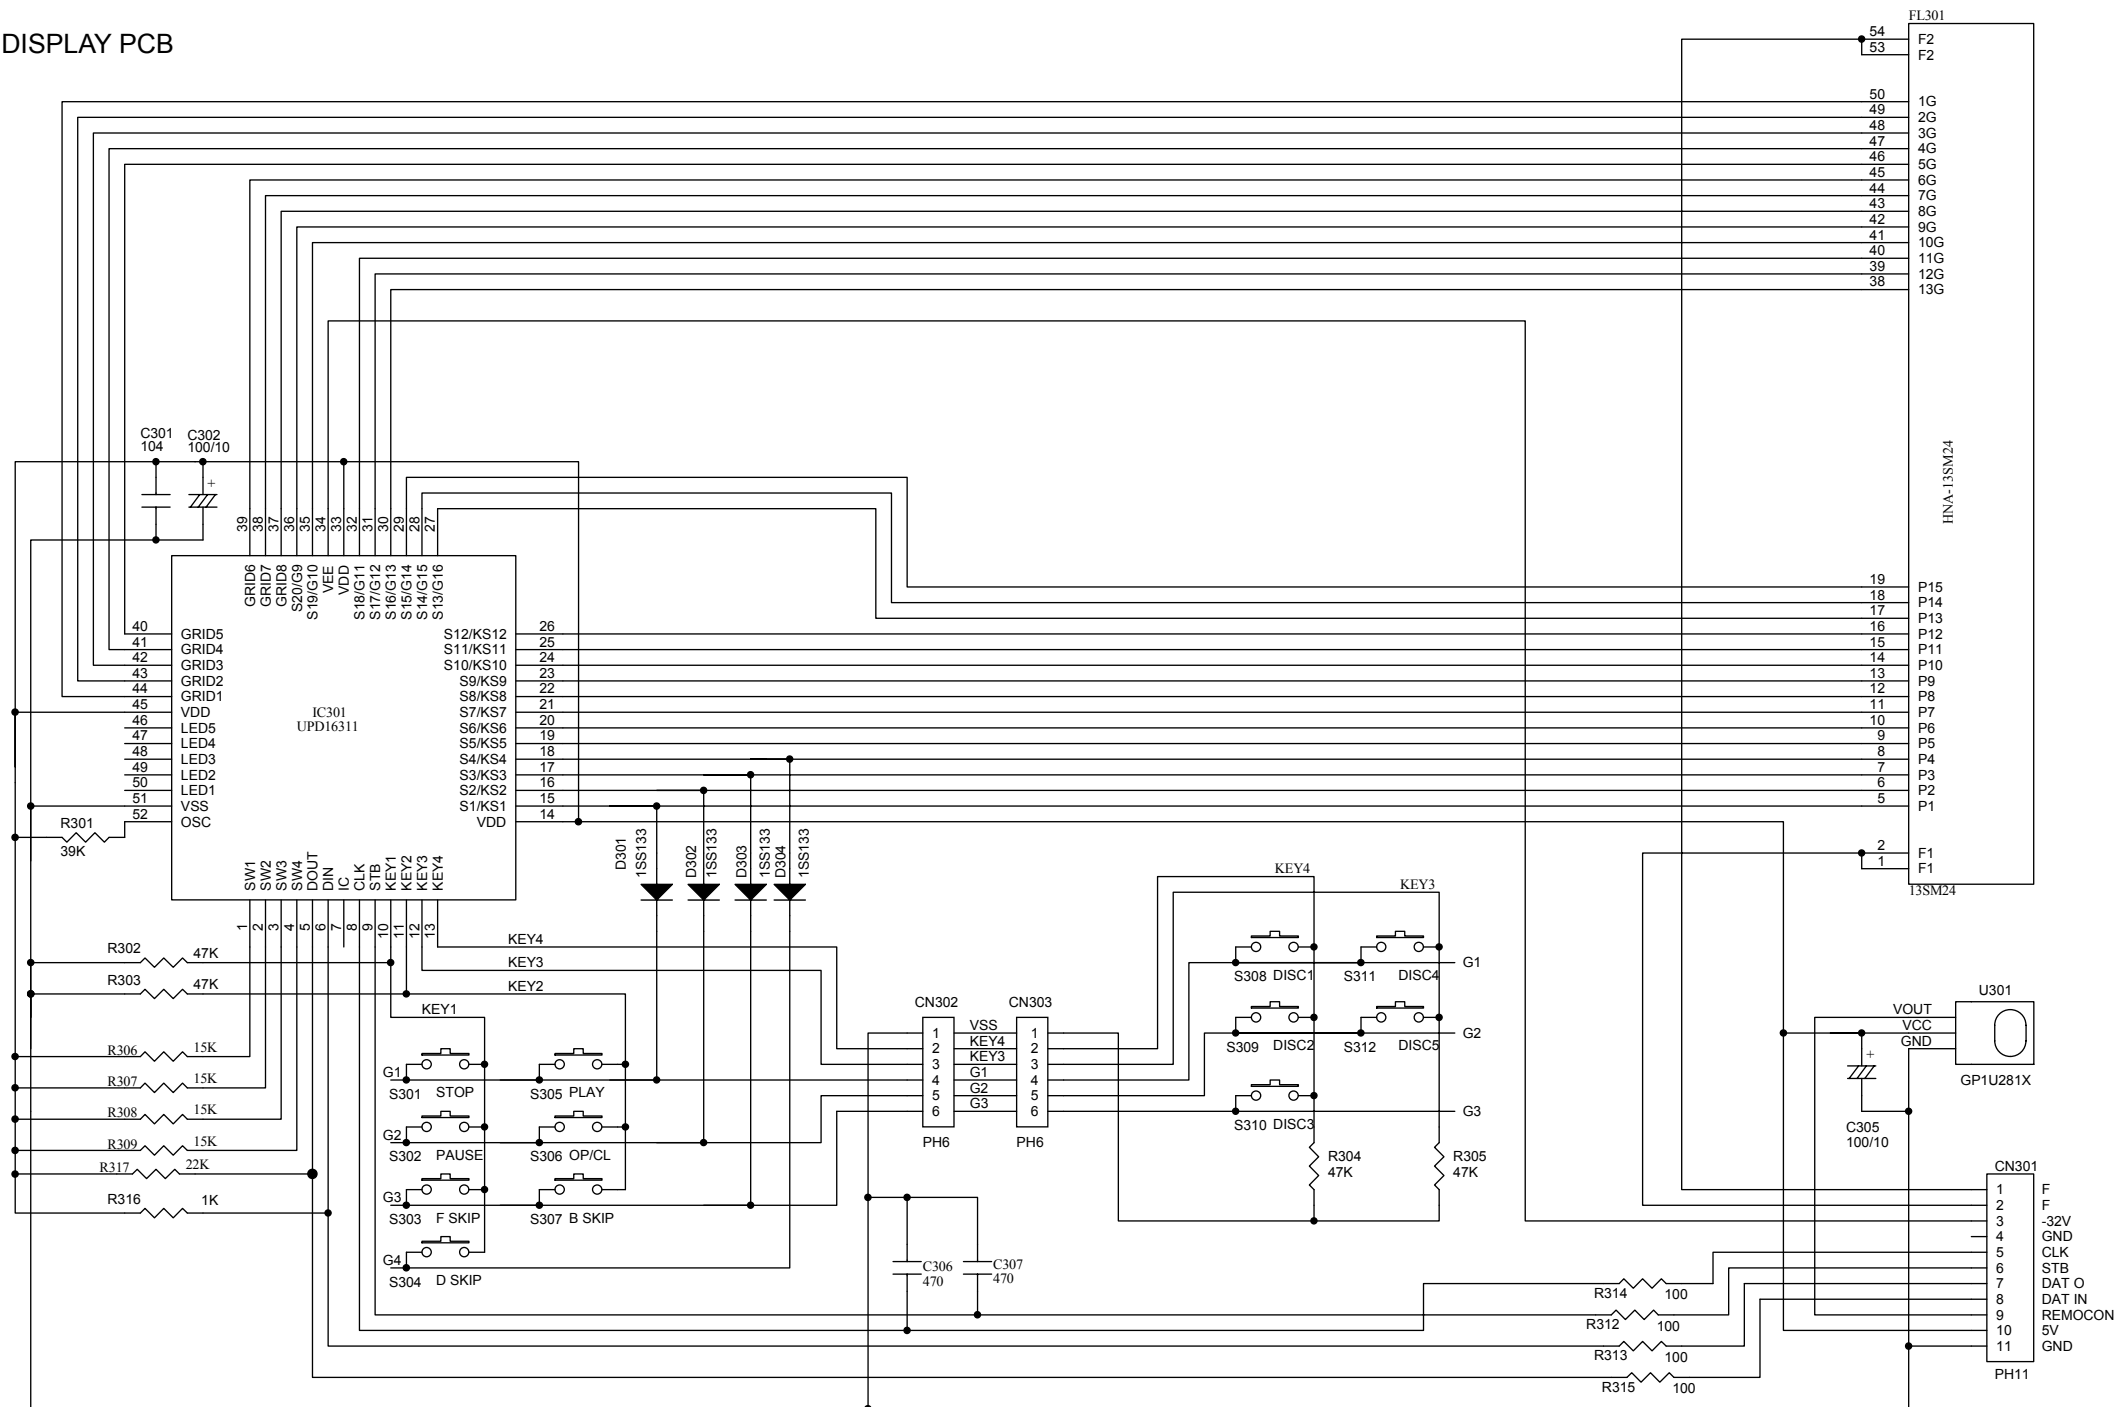 DISPLAY PCB
FL301
54 F2
53 F2
50 1G
49 2G
48 3G
47 4G
46 5G
45 6G
44 7G
43 8G
42 9G
41 10G
40 11G
39 12G
38 13G
HNA-13SM24
19 P15
18 P14
17 P13
16 P12
15 P11
14 P10
13 P9
12 P8
11 P7
10 P6
9 P5
8 P4
7 P3
6 P2
5 P1
2 F1
1 F1
13SM24
C301
104
C302
100/10
+
39 38 37 36 35 34 33 32 31 30 29 28 27
GRID6
GRID7
GRID8
S20/G9
S19/G10
VEE
VDD
S18/G11
S17/G12
S16/G13
S15/G14
S14/G15
S13/G16
40 GRID5
41 GRID4
42 GRID3
43 GRID2
44 GRID1
45 VDD
46 LED5
47 LED4
48 LED3
49 LED2
50 LED1
51 VSS
52 OSC
IC301
UPD16311
S12/KS12 26
S11/KS11 25
S10/KS10 24
S9/KS9 23
S8/KS8 22
S7/KS7 21
S6/KS6 20
S5/KS5 19
S4/KS4 18
S3/KS3 17
S2/KS2 16
S1/KS1 15
VDD 14
R301
39K
SW1
SW2
SW3
SW4
DOUT
DIN
IC
CLK
STB
KEY1
KEY2
KEY3
KEY4
1 2 3 4 5 6 7 8 9 10 11 12 13
D301
1SS133
D302
1SS133
D303
1SS133
D304
1SS133
R302 47K
R303 47K
R306 15K
R307 15K
R308 15K
R309 15K
R317 22K
R316 1K
KEY4
KEY3
KEY2
KEY1
G1
S301 STOP
S305 PLAY
G2
S302 PAUSE
S306 OP/CL
G3
S303 F SKIP
S307 B SKIP
G4
S304 D SKIP
CN302
CN303
1 VSS 1
2 KEY4 2
3 KEY3 3
4 G1 4
5 G2 5
6 G3 6
PH6
PH6
KEY4
KEY3
S308 DISC1
S311 DISC4
G1
S309 DISC2
S312 DISC5
G2
S310 DISC3
G3
R304
47K
R305
47K
C306
470
C307
470
U301
VOUT
VCC
GND
GP1U281X
+
C305
100/10
R314 100
R312 100
R313 100
R315 100
CN301
1 F
2 F
3 -32V
4 GND
5 CLK
6 STB
7 DAT O
8 DAT IN
9 REMOCON
10 5V
11 GND
PH11